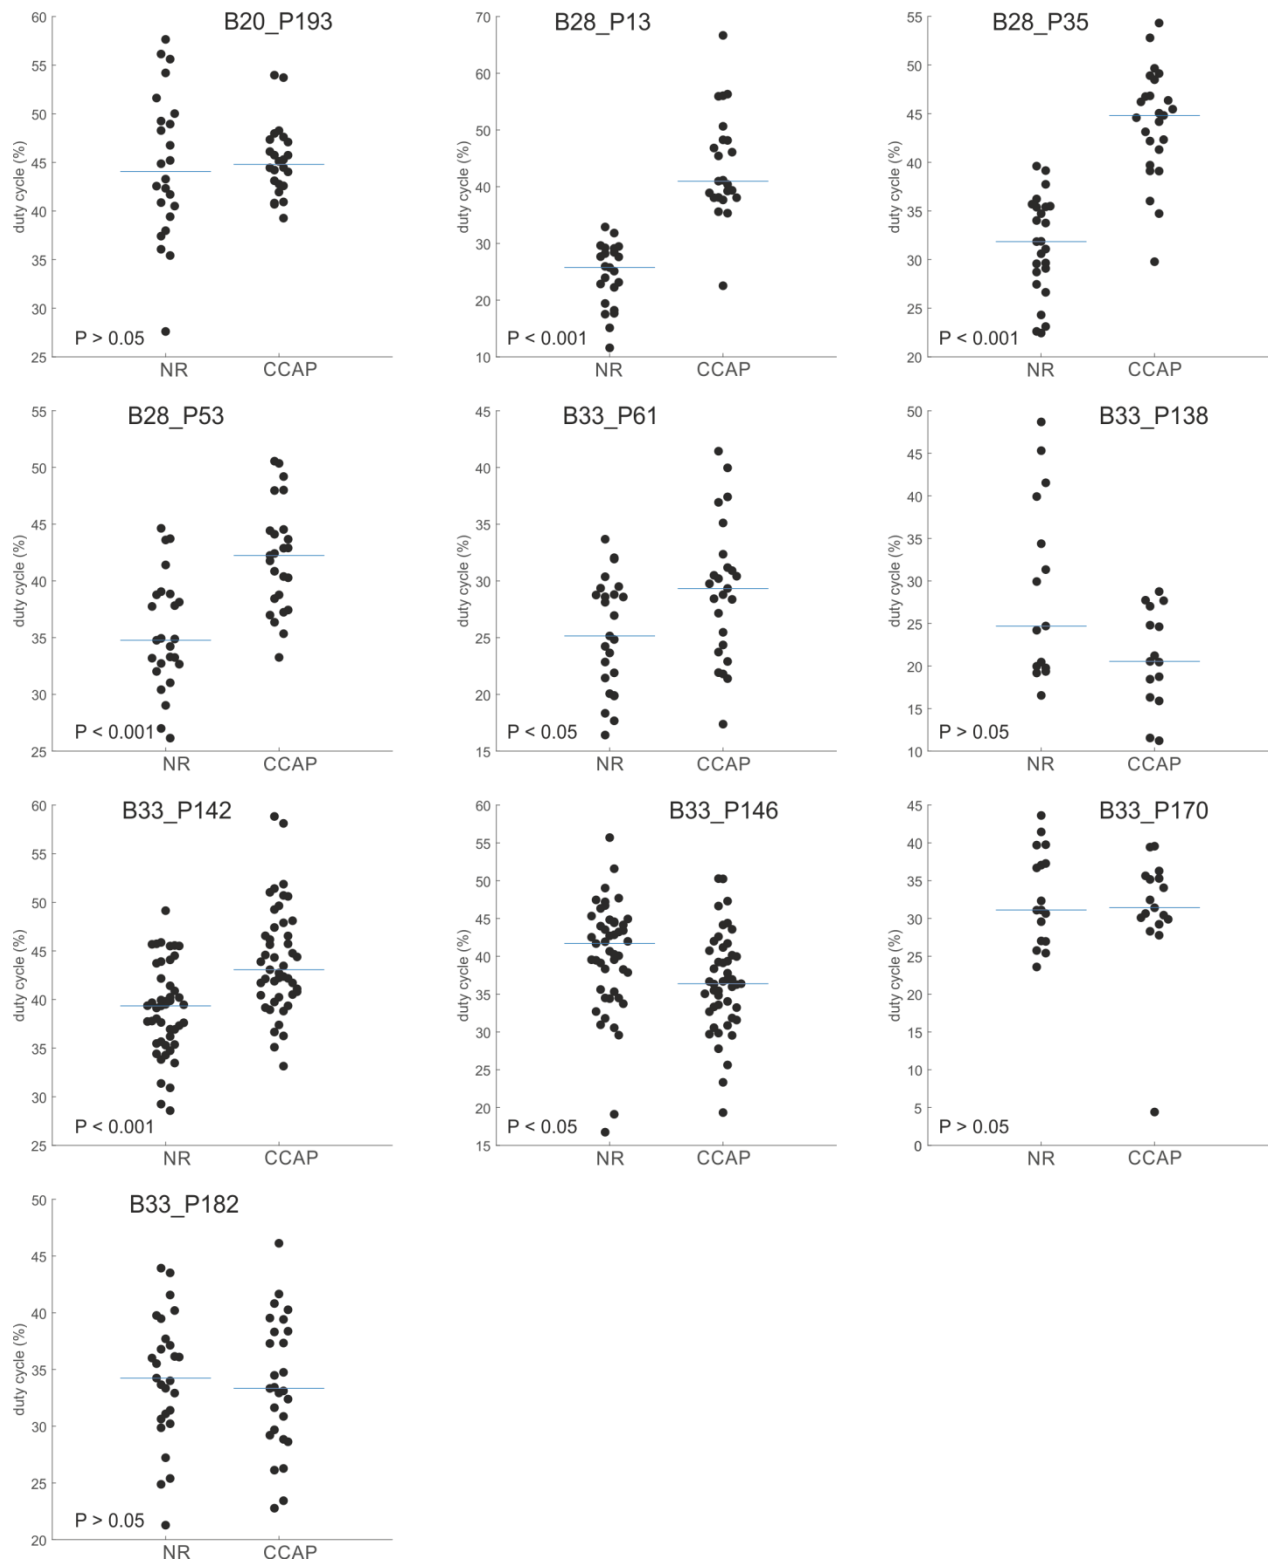 B20_P193
duty cycle (%)
60
55
50
45
40
35
30
25
P > 0.05
NR CCAP
B28_P13
duty cycle (%)
70
60
50
40
30
20
10
P < 0.001
NR CCAP
B28_P35
duty cycle (%)
55
50
45
40
35
30
25
20
P < 0.001
NR CCAP
B28_P53
duty cycle (%)
55
50
45
40
35
30
25
P < 0.001
NR CCAP
B33_P61
duty cycle (%)
45
40
35
30
25
20
15
P < 0.05
NR CCAP
B33_P138
duty cycle (%)
50
45
40
35
30
25
20
15
10
P > 0.05
NR CCAP
B33_P142
duty cycle (%)
60
55
50
45
40
35
30
25
P < 0.001
NR CCAP
B33_P146
duty cycle (%)
60
55
50
45
40
35
30
25
20
15
P < 0.05
NR CCAP
B33_P170
duty cycle (%)
45
40
35
30
25
20
15
10
5
0
P > 0.05
NR CCAP
B33_P182
duty cycle (%)
50
45
40
35
30
25
20
P > 0.05
NR CCAP